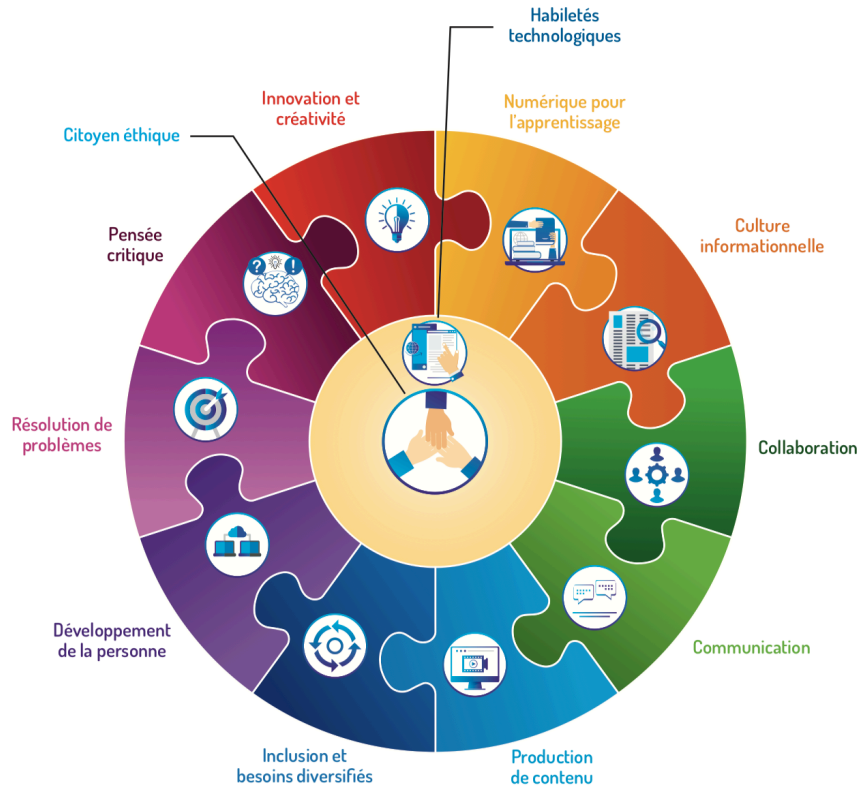 Habiletés
technologiques
Innovation et
créativité
Numérique pour
l'apprentissage
Citoyen éthique
Pensée
critique
Culture
informationnelle
Résolution de
problèmes
Collaboration
Développement
de la personne
Communication
Inclusion et
besoins diversifiés
Production
de contenu